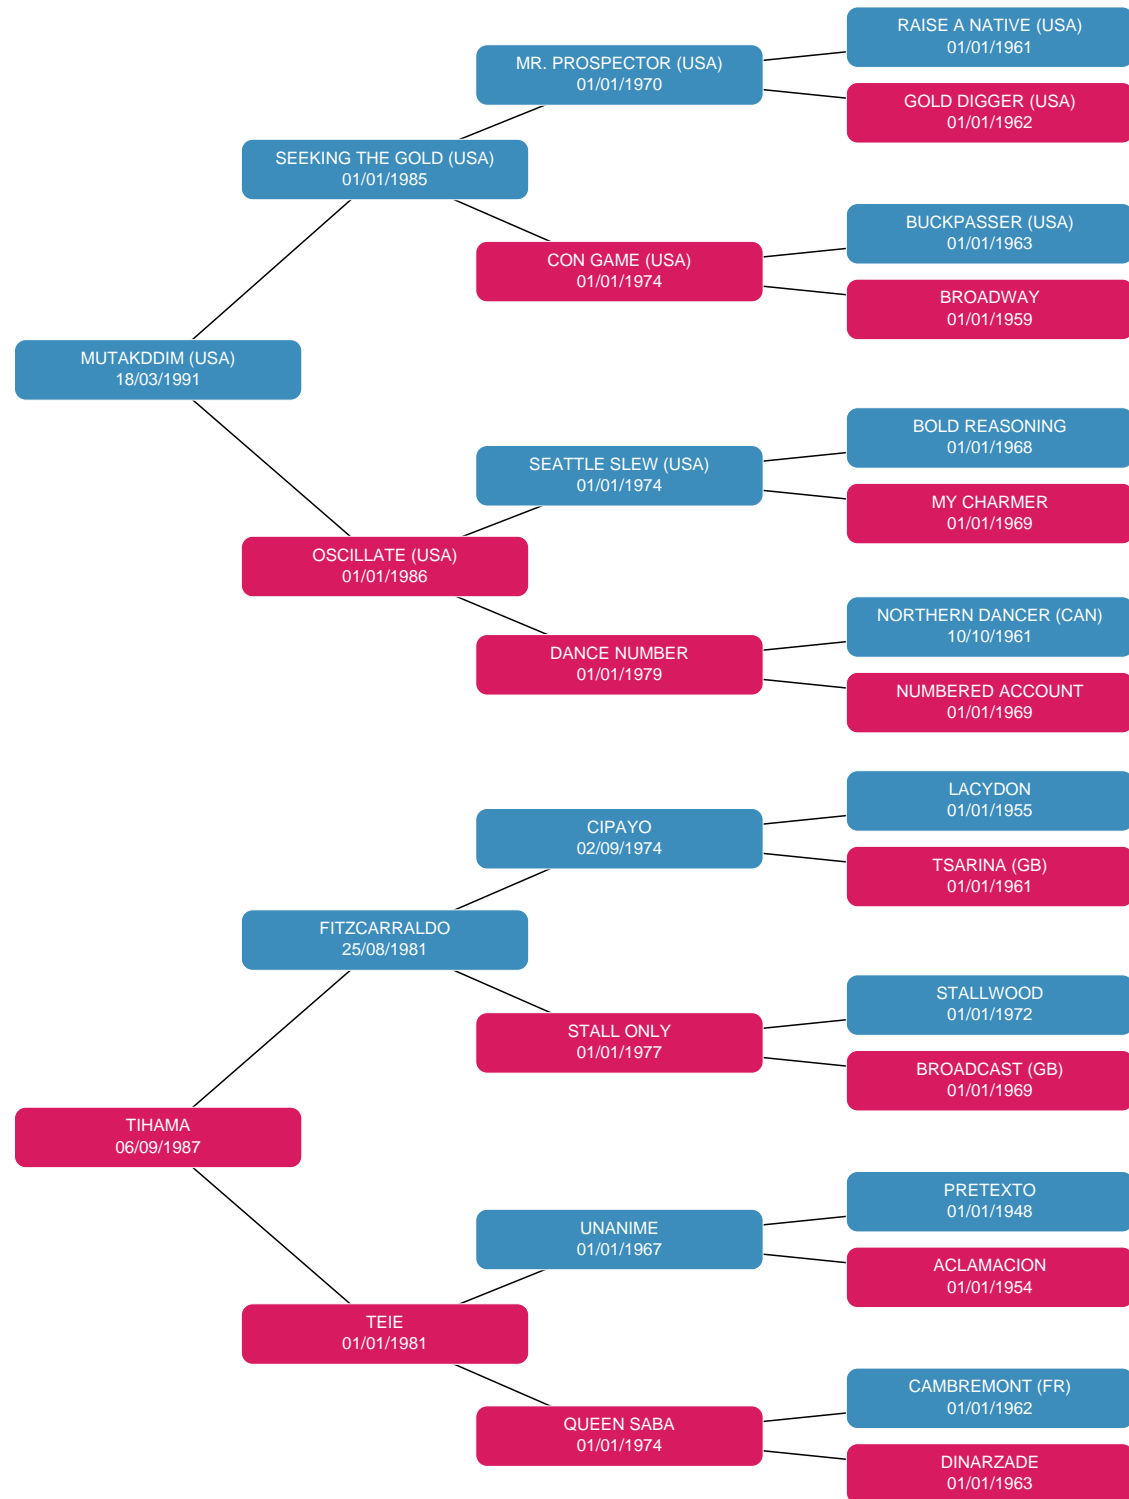 RAISE A NATIVE (USA)
01/01/1961
MR. PROSPECTOR (USA)
01/01/1970
GOLD DIGGER (USA)
01/01/1962
SEEKING THE GOLD (USA)
01/01/1985
BUCKPASSER (USA)
01/01/1963
CON GAME (USA)
01/01/1974
BROADWAY
01/01/1959
MUTAKDDIM (USA)
18/03/1991
BOLD REASONING
01/01/1968
SEATTLE SLEW (USA)
01/01/1974
MY CHARMER
01/01/1969
OSCILLATE (USA)
01/01/1986
NORTHERN DANCER (CAN)
10/10/1961
DANCE NUMBER
01/01/1979
NUMBERED ACCOUNT
01/01/1969
LACYDON
01/01/1955
CIPAYO
02/09/1974
TSARINA (GB)
01/01/1961
FITZCARRALDO
25/08/1981
STALLWOOD
01/01/1972
STALL ONLY
01/01/1977
BROADCAST (GB)
01/01/1969
TIHAMA
06/09/1987
PRETEXTO
01/01/1948
UNANIME
01/01/1967
ACLAMACION
01/01/1954
TEIE
01/01/1981
CAMBREMONT (FR)
01/01/1962
QUEEN SABA
01/01/1974
DINARZADE
01/01/1963